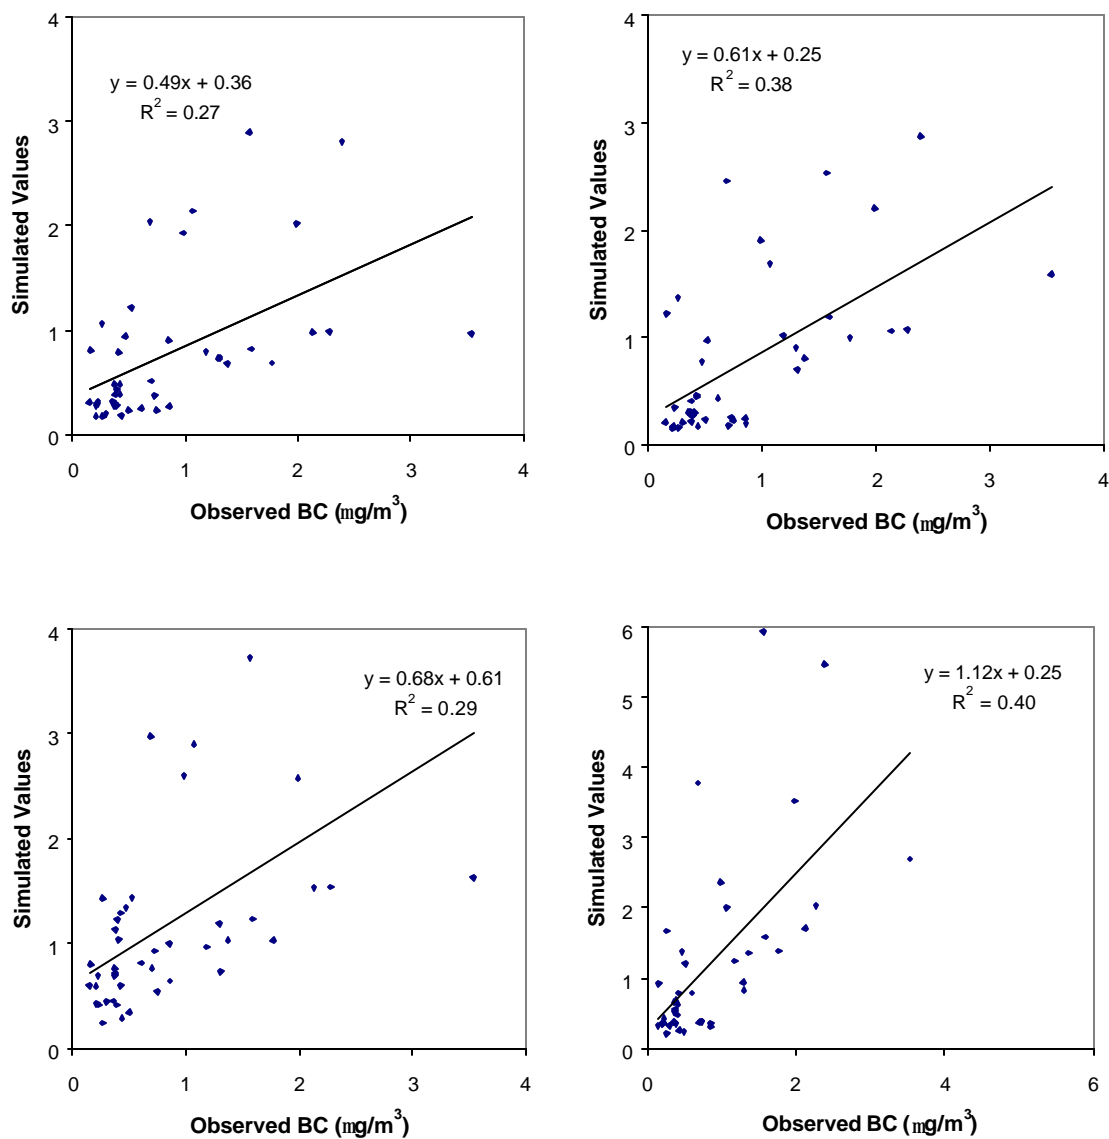 4
3
2
1
0
0 1 2 3 4
Simulated Values
Observed BC (mg/m³)
y = 0.49x + 0.36
R² = 0.27
4
3
2
1
0
0 1 2 3 4
Simulated Values
Observed BC (mg/m³)
y = 0.61x + 0.25
R² = 0.38
4
3
2
1
0
0 1 2 3 4
Simulated Values
Observed BC (mg/m³)
y = 0.68x + 0.61
R² = 0.29
6
5
4
3
2
1
0
0 2 4 6
Simulated Values
Observed BC (mg/m³)
y = 1.12x + 0.25
R² = 0.40